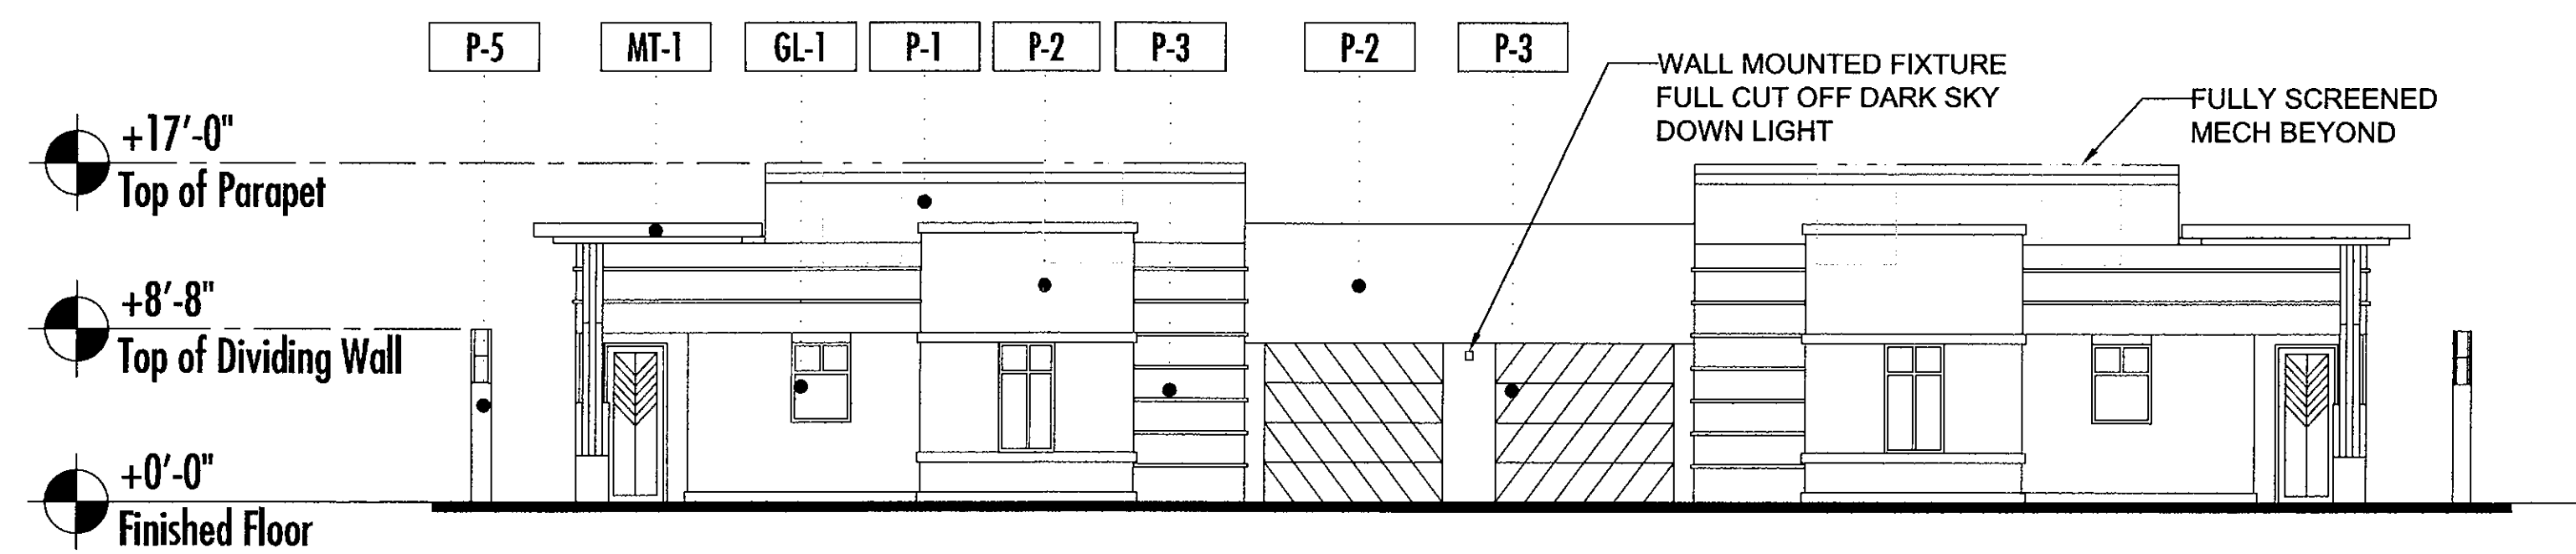 P-5
MT-1
GL-1
P-1
P-2
P-3
P-2
P-3
WALL MOUNTED FIXTURE
FULL CUT OFF DARK SKY
DOWN LIGHT
FULLY SCREENED
MECH BEYOND
+17'-0"
Top of Parapet
+8'-8"
Top of Dividing Wall
+0'-0"
Finished Floor